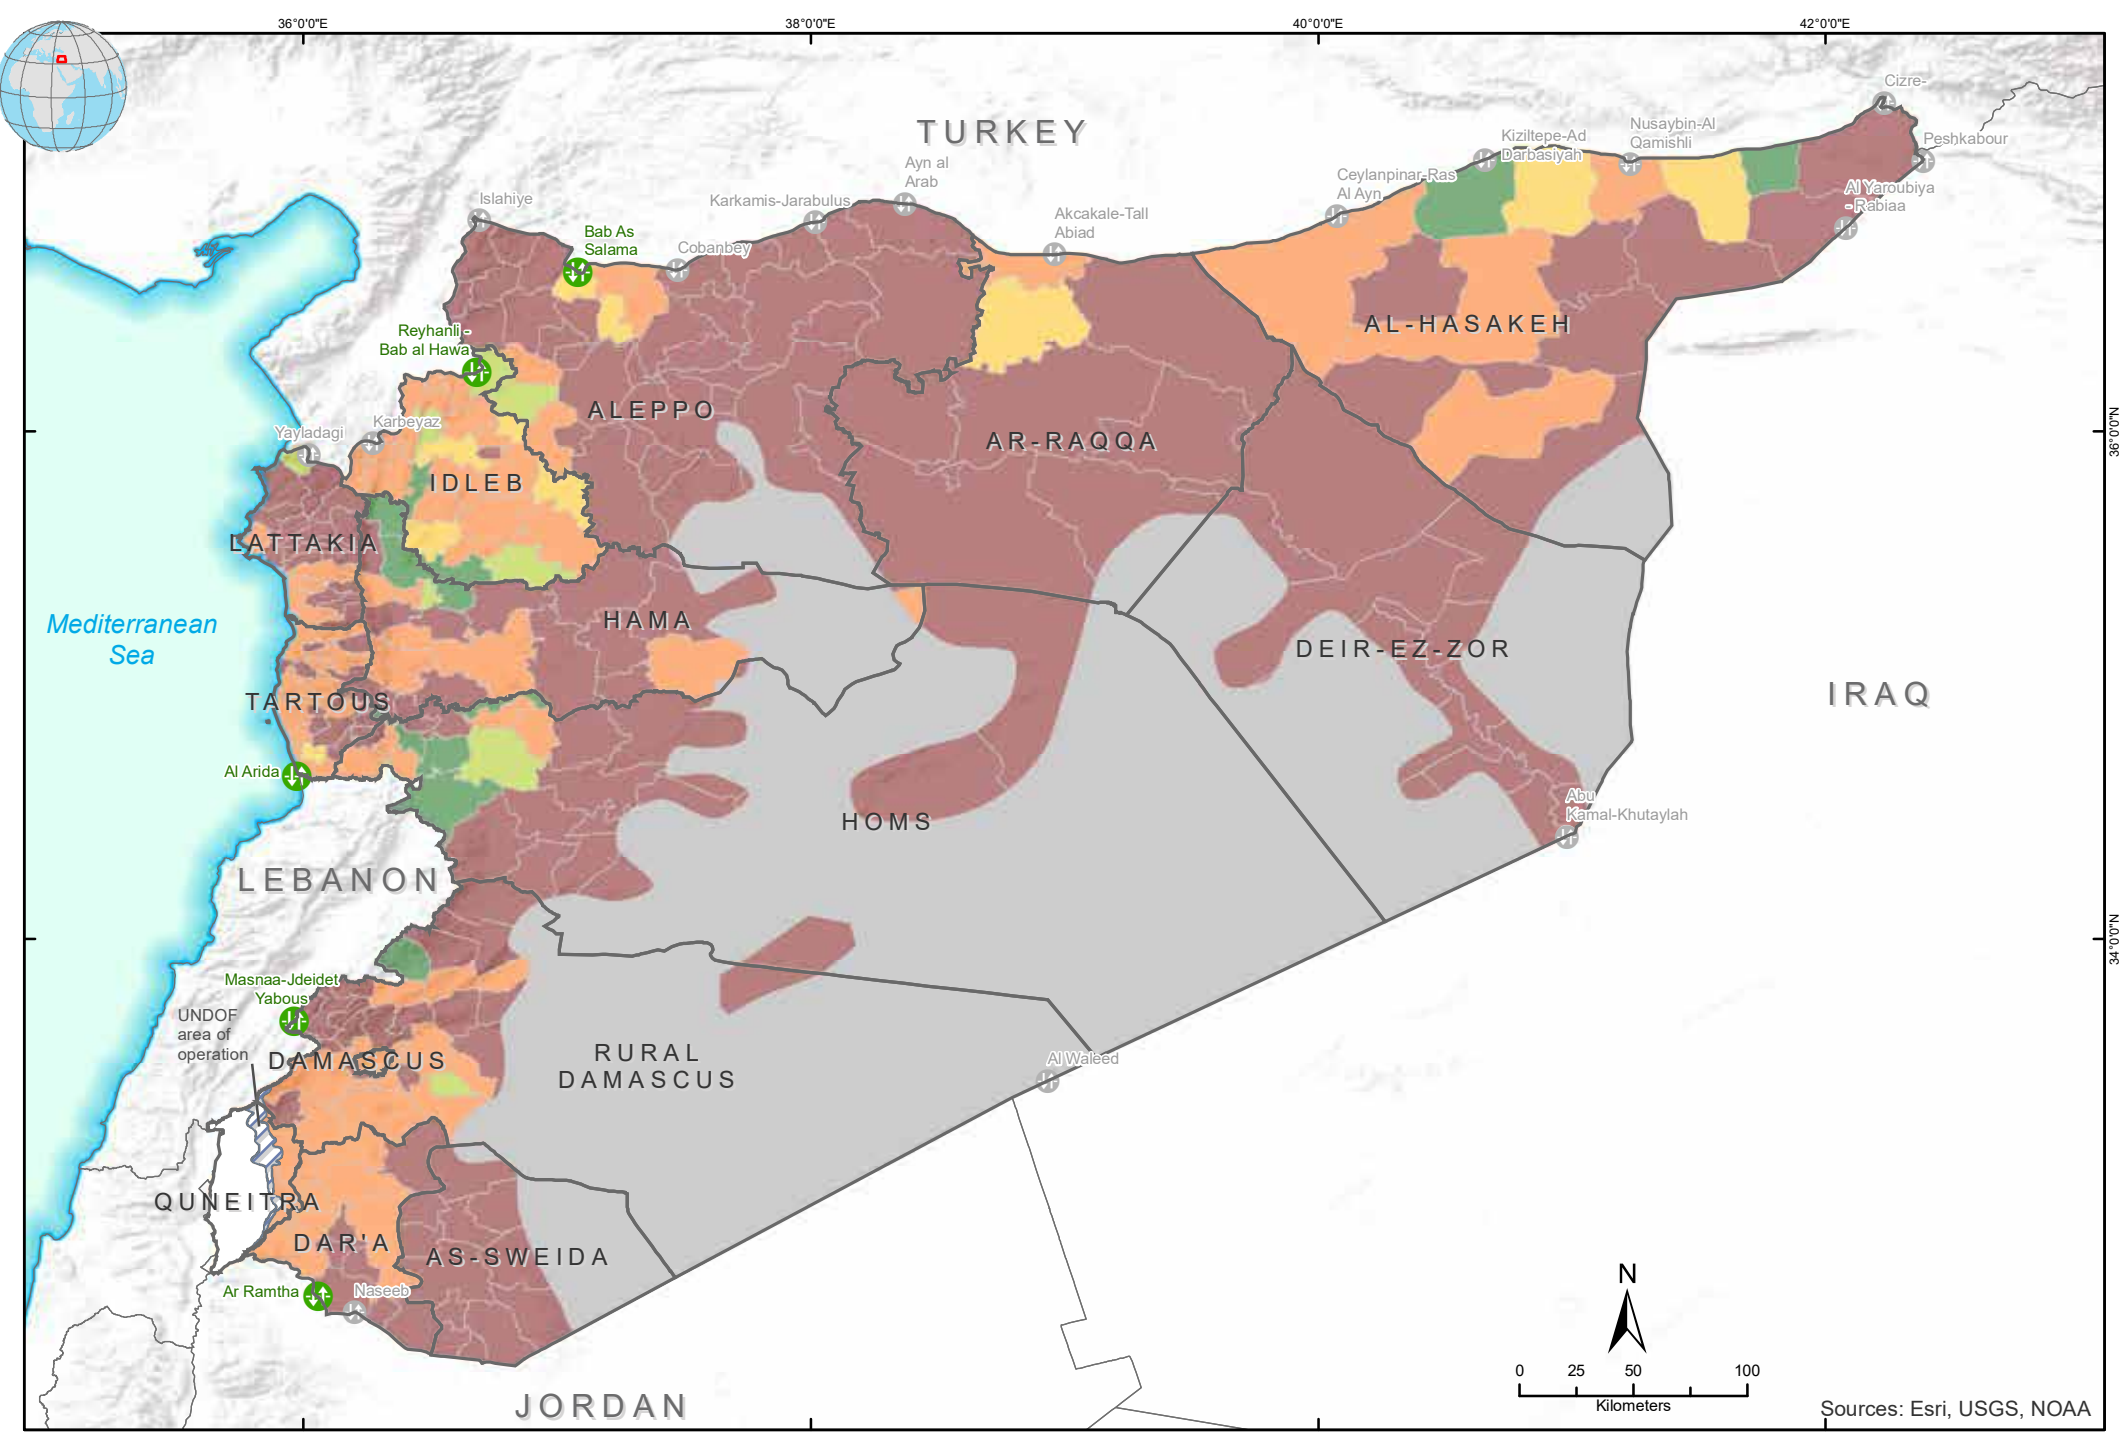 36°0'0"E
38°0'0"E
40°0'0"E
42°0'0"E
Cizre-
TURKEY
Kiziltepe-Ad
Darbasiyah
Nusaybin-Al
Qamishli
Peshkabour
Ayn al
Arab
Ceylanpinar-Ras
Al Ayn
Al Yaroubiya
- Rabiaa
Islahiye
Karkamis-Jarabulus
Akcakale-Tall
Abiad
Bab As
Salama
Cobanbey
Reyhanli -
Bab al Hawa
AL-HASAKEH
ALEPPO
Karbeyaz
Yayladagi
AR-RAQQA
36°0'0"N
IDLEB
LATTAKIA
Mediterranean
Sea
HAMA
DEIR-EZ-ZOR
IRAQ
TARTOUS
Al Arida
Abu
Kamal-Khutaylah
HOMS
LEBANON
34°0'0"N
Masnaa-Jdeidet
Yabous
UNDOF
area of
operation
DAMASCUS
RURAL
DAMASCUS
Al Waleed
QUNEITRA
DAR'A
AS-SWEIDA
Ar Ramtha
Naseeb
N
0 25 50 100
Kilometers
JORDAN
Sources: Esri, USGS, NOAA